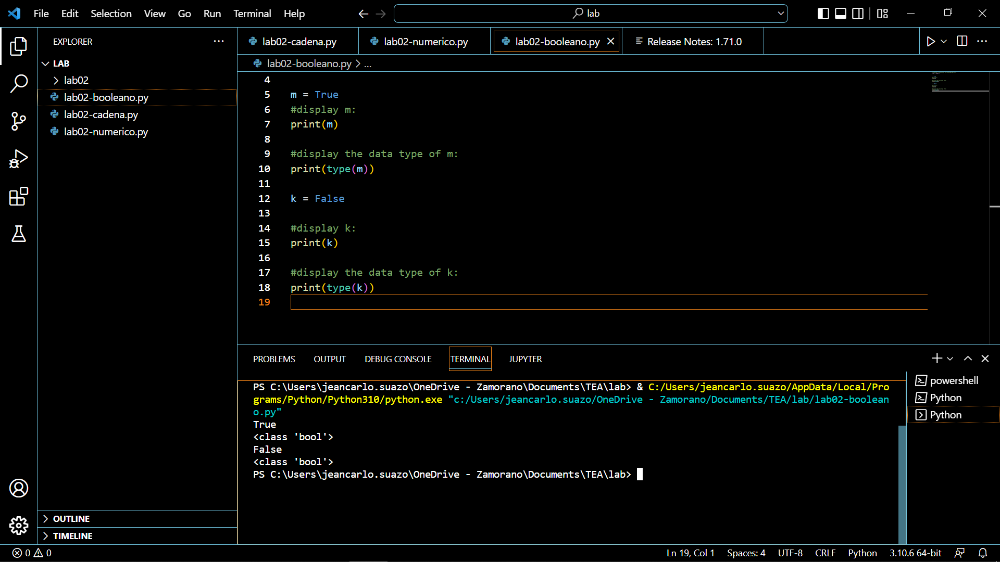 File Edit Selection View Go Run Terminal Help
lab
EXPLORER
LAB
lab02
lab02-booleano.py
lab02-cadena.py
lab02-numerico.py
OUTLINE
TIMELINE
lab02-cadena.py
lab02-numerico.py
lab02-booleano.py
Release Notes: 1.71.0
lab02-booleano.py > ...
4
5 m = True
6 #display m:
7 print(m)
8
9 #display the data type of m:
10 print(type(m))
11
12 k = False
13
14 #display k:
15 print(k)
16
17 #display the data type of k:
18 print(type(k))
19
PROBLEMS OUTPUT DEBUG CONSOLE TERMINAL JUPYTER
PS C:\Users\jeancarlo.suazo\OneDrive - Zamorano\Documents\TEA\lab> & C:/Users/jeancarlo.suazo/AppData/Local/Pro
grams/Python/Python310/python.exe "c:/Users/jeancarlo.suazo/OneDrive - Zamorano/Documents/TEA/lab/lab02-boolean
o.py"
True
<class 'bool'>
False
<class 'bool'>
PS C:\Users\jeancarlo.suazo\OneDrive - Zamorano\Documents\TEA\lab>
powershell
Python
Python
0 0
Ln 19, Col 1 Spaces: 4 UTF-8 CRLF Python 3.10.6 64-bit